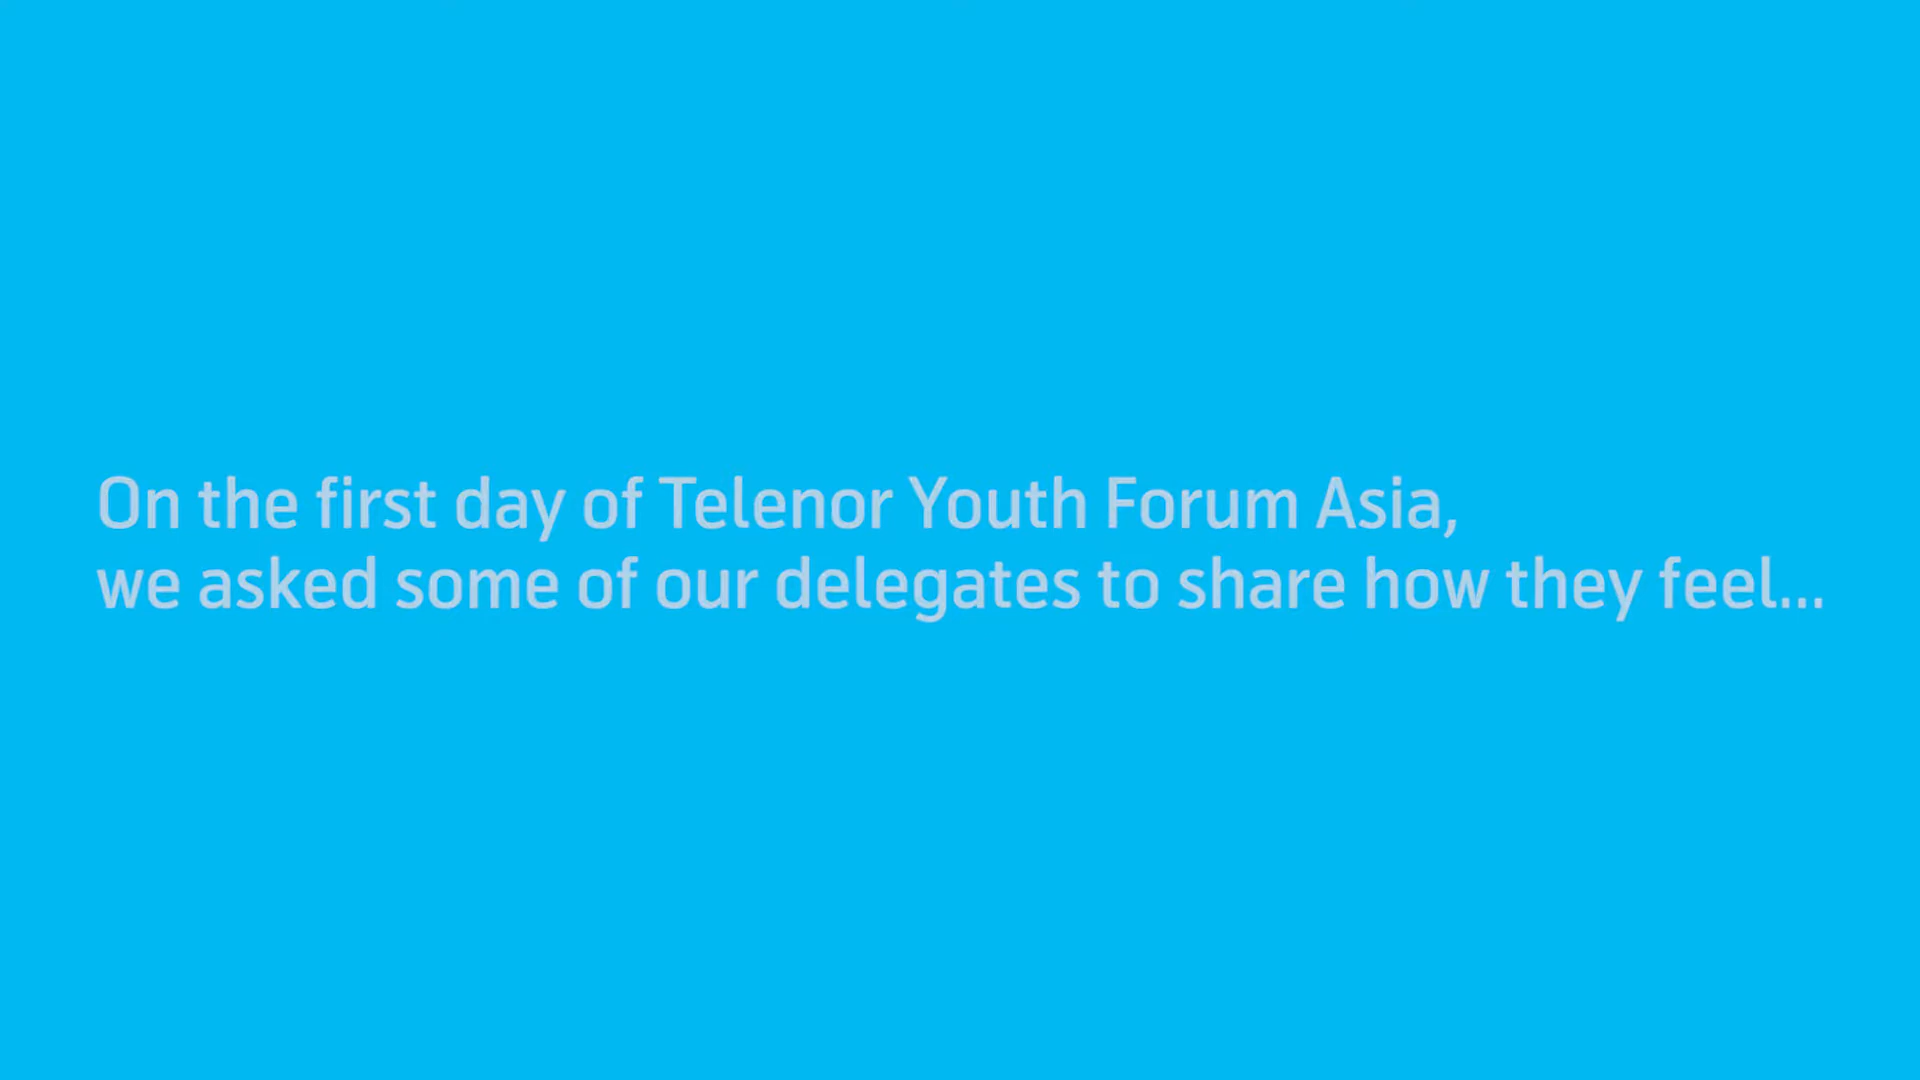 On the first day of Telenor Youth Forum Asia,
we asked some of our delegates to share how they feel...